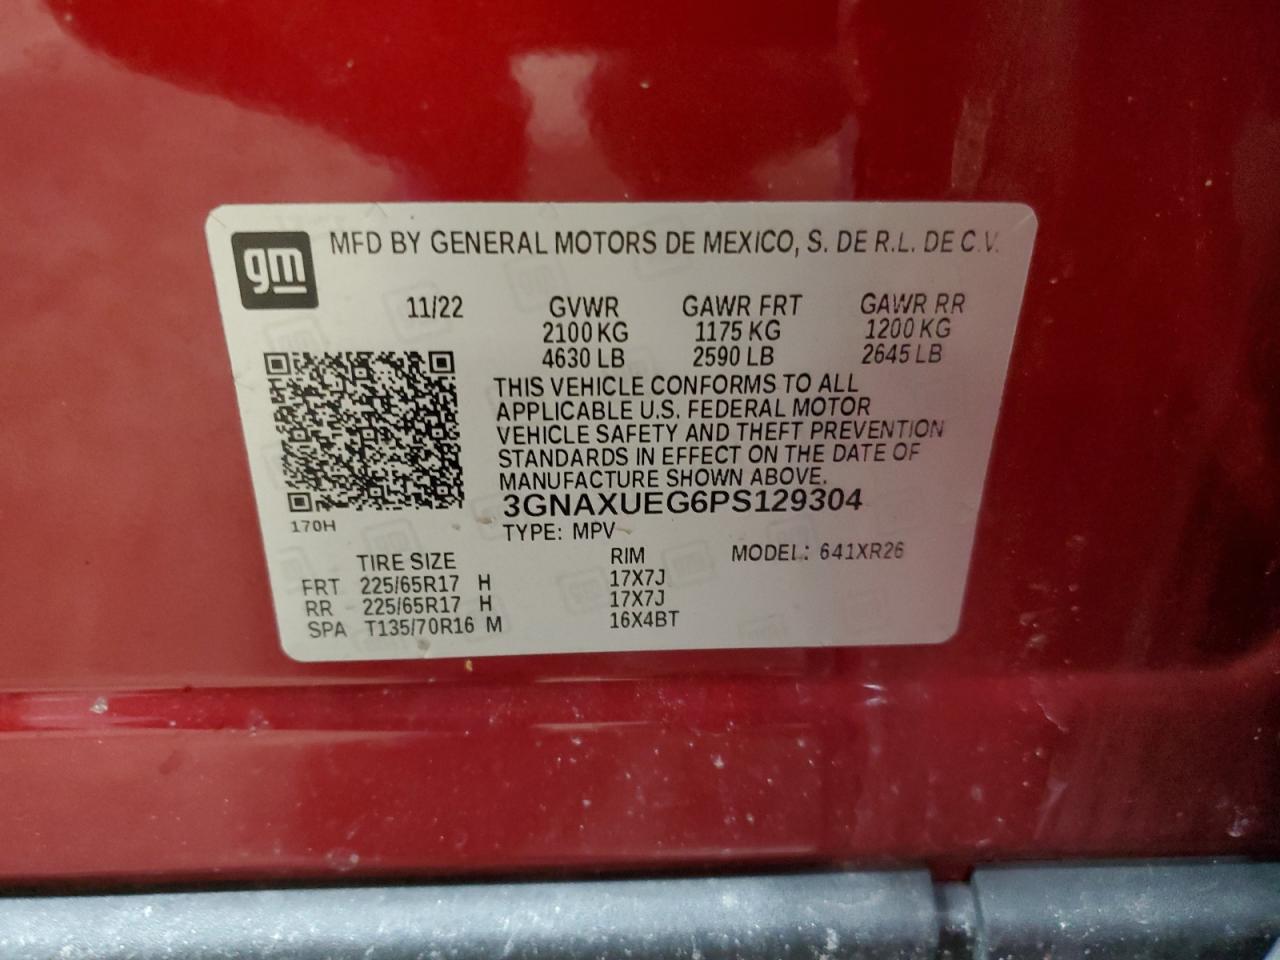 gm
MFD BY GENERAL MOTORS DE MEXICO, S. DE R.L. DE C.V.
11/22 GVWR GAWR FRT GAWR RR
2100 KG 1175 KG 1200 KG
4630 LB 2590 LB 2645 LB
THIS VEHICLE CONFORMS TO ALL
APPLICABLE U.S. FEDERAL MOTOR
VEHICLE SAFETY AND THEFT PREVENTION
STANDARDS IN EFFECT ON THE DATE OF
MANUFACTURE SHOWN ABOVE.
3GNAXUEG6PS129304
170H
TYPE: MPV
TIRE SIZE RIM MODEL: 641XR26
FRT 225/65R17 H 17X7J
RR 225/65R17 H 17X7J
SPA T135/70R16 M 16X4BT